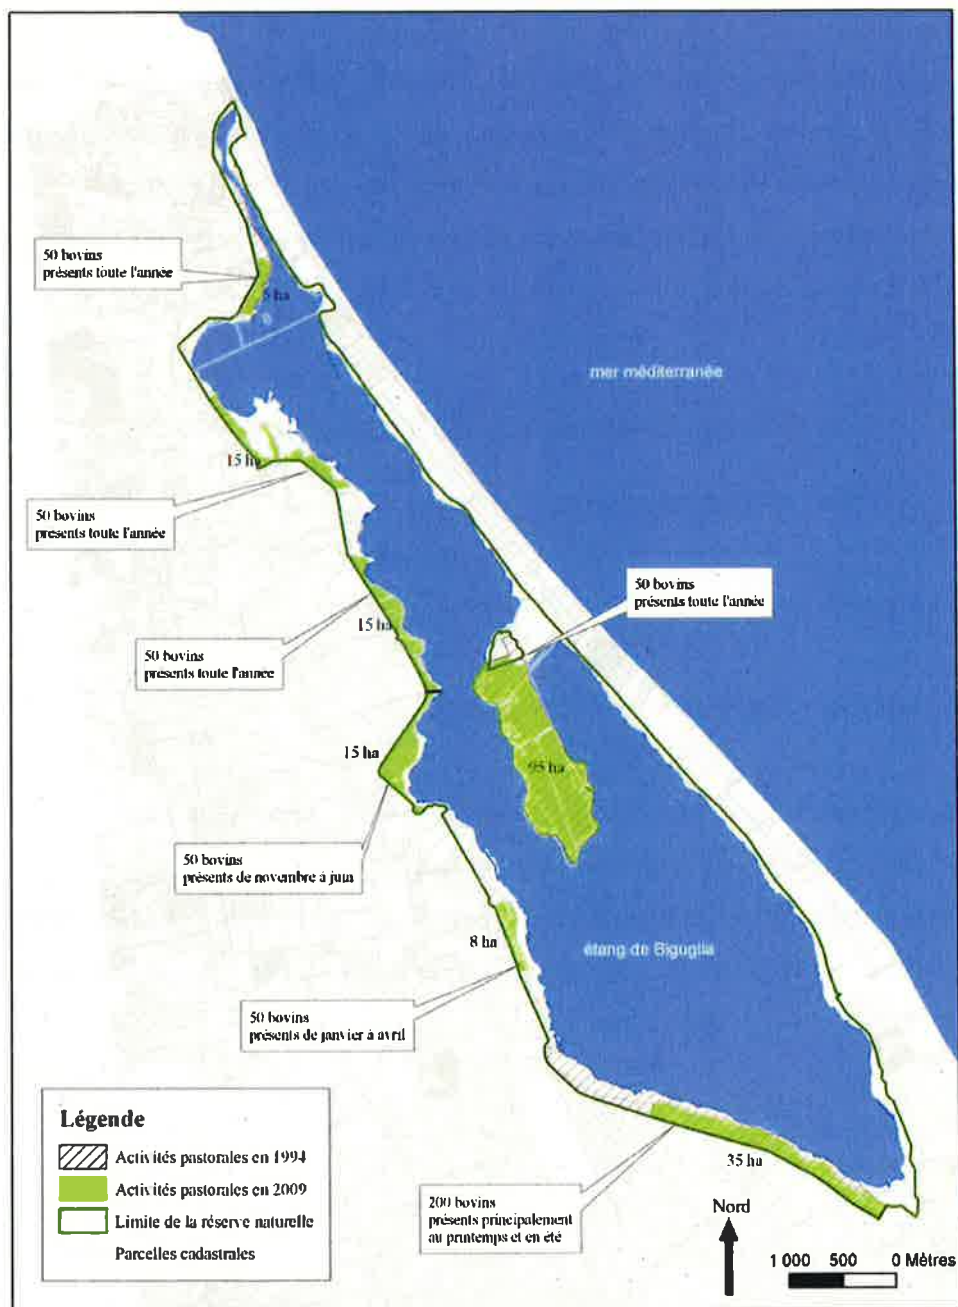 50 bovins
présents toute l'année
5 ha
mer méditerranée
15 ha
50 bovins
présents toute l'année
50 bovins
présents toute l'année
15 ha
50 bovins
présents toute l'année
15 ha
95 ha
50 bovins
présents de novembre à juin
8 ha
étang de Biguglia
50 bovins
présents de janvier à avril
Légende
Activités pastorales en 1994
Activités pastorales en 2009
Limite de la réserve naturelle
Parcelles cadastrales
35 ha
200 bovins
présents principalement
au printemps et en été
Nord
1 000 500 0 Mètres